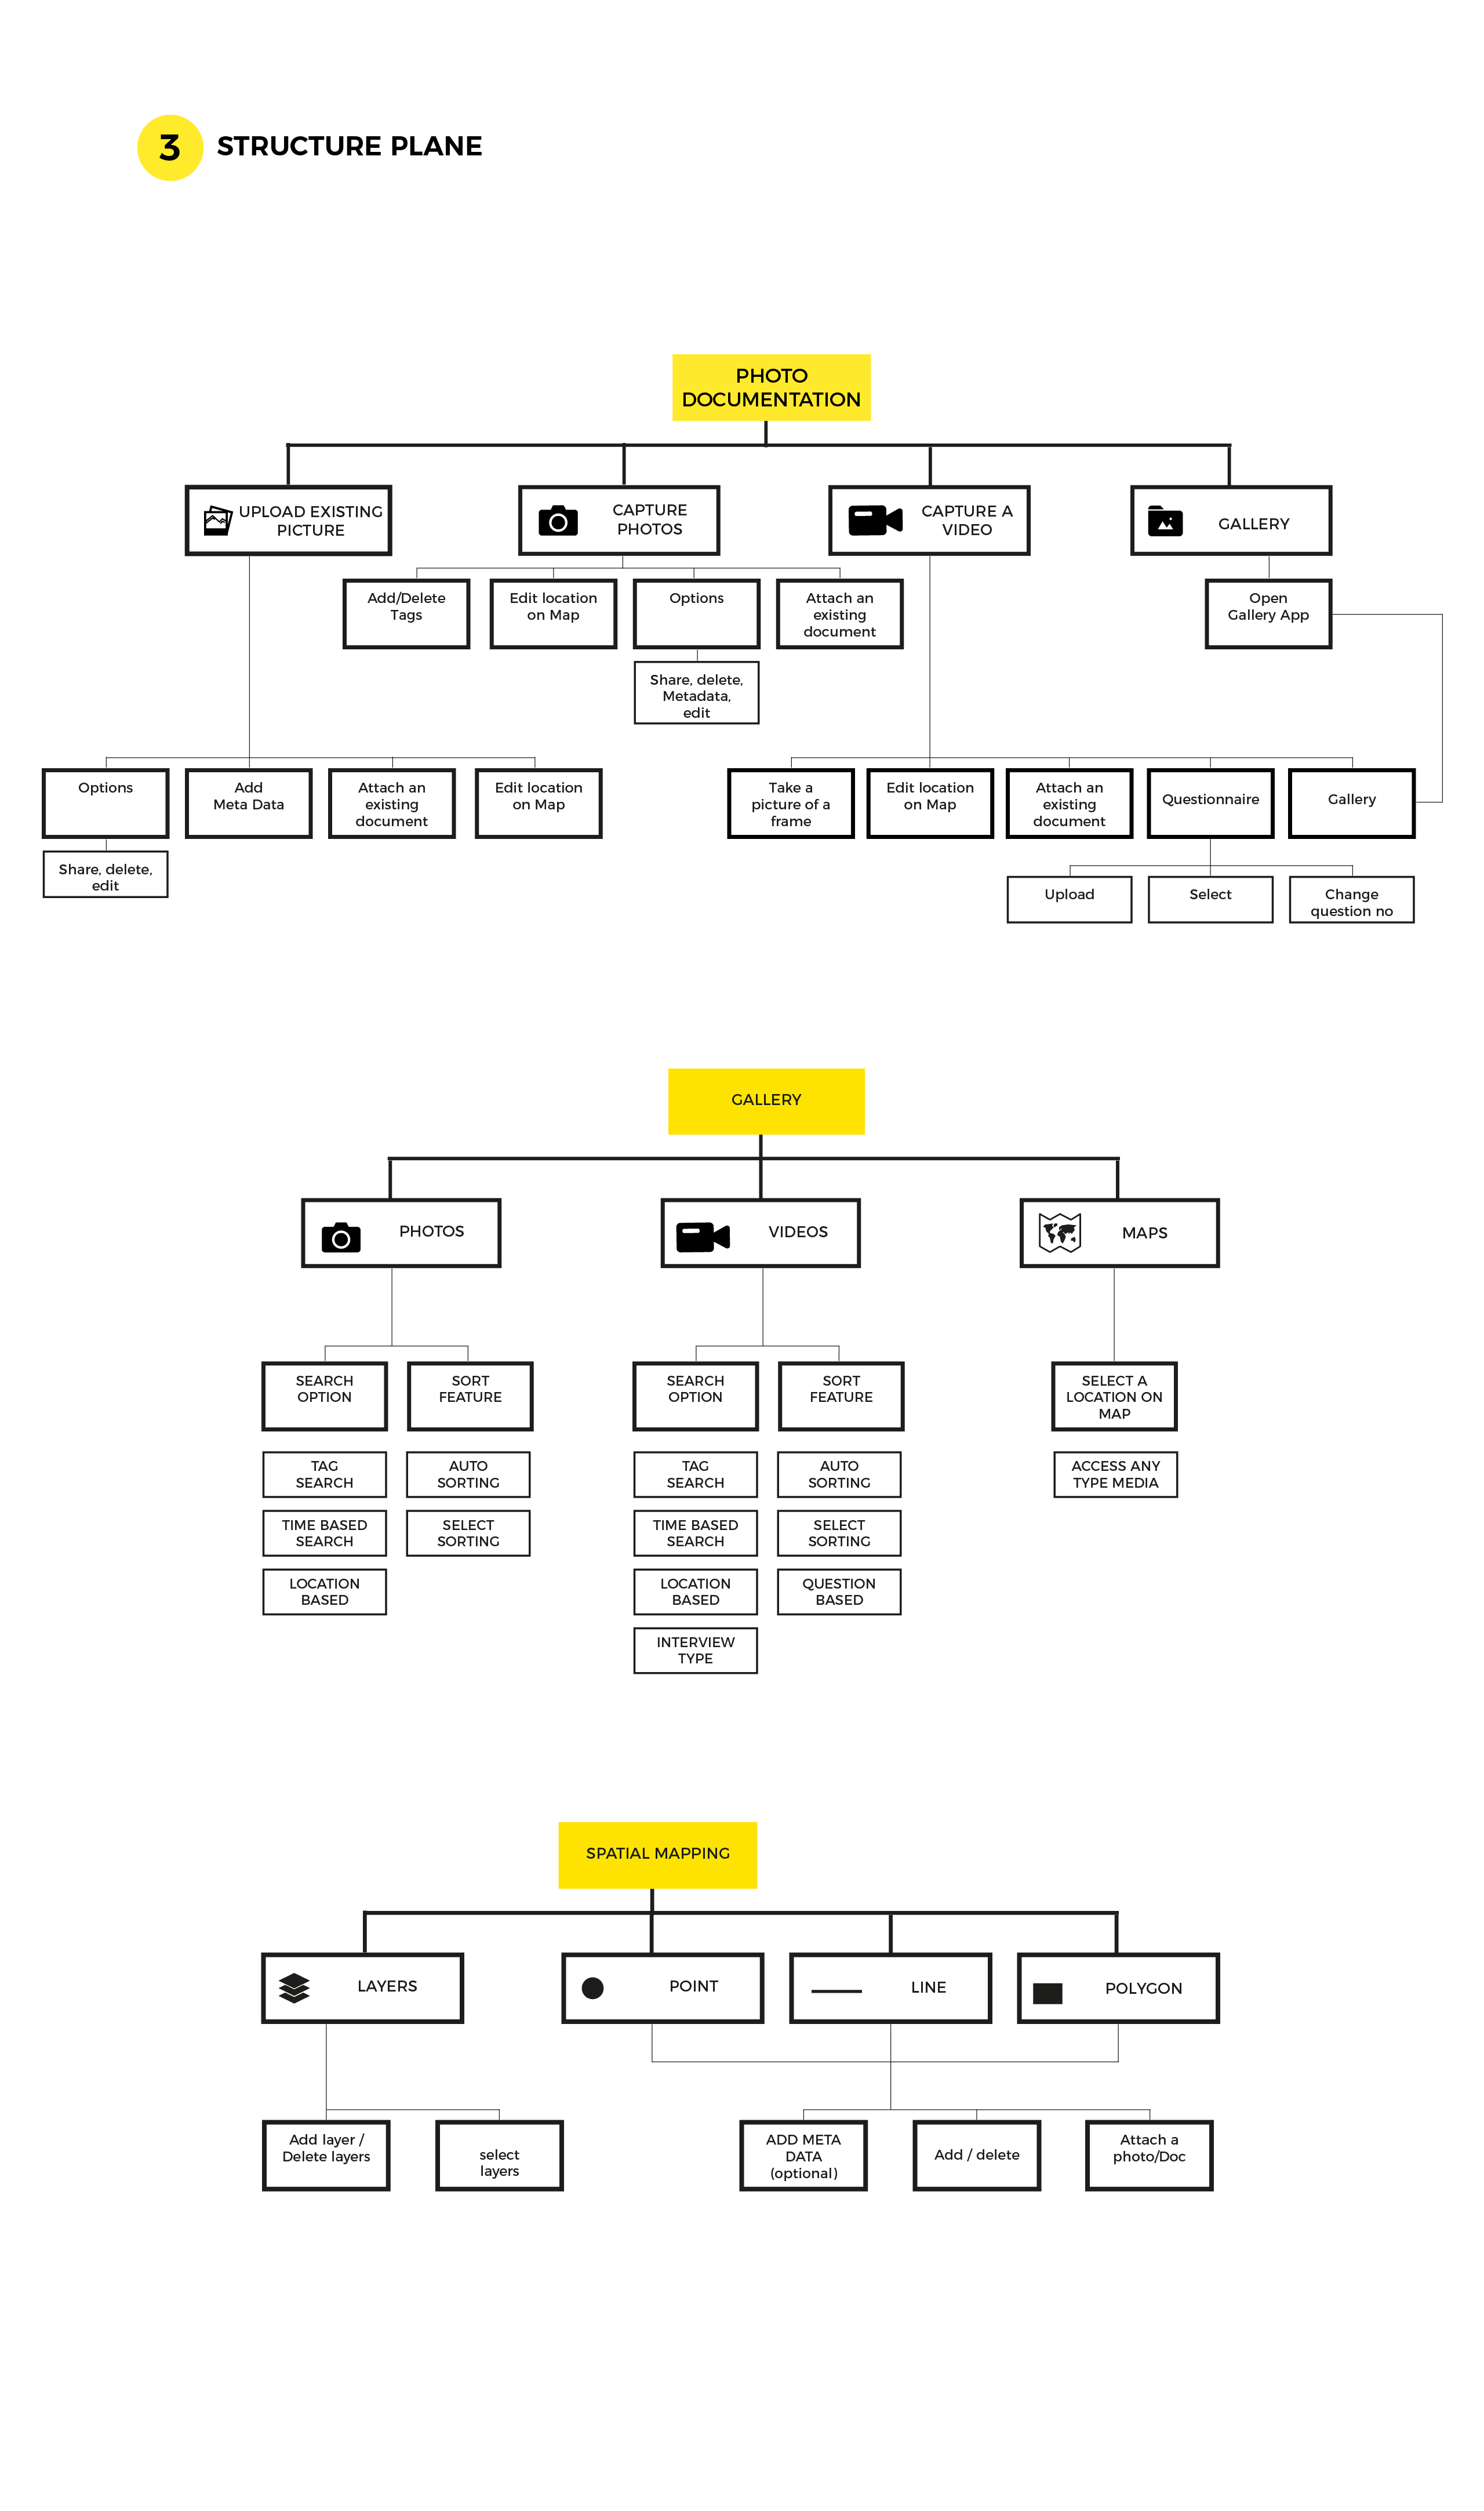 3 STRUCTURE PLANE
PHOTO
DOCUMENTATION
UPLOAD EXISTING
PICTURE
CAPTURE
PHOTOS
CAPTURE A
VIDEO
GALLERY
Add/Delete
Tags
Edit location
on Map
Options
Attach an
existing
document
Open
Gallery App
Share, delete,
Metadata,
edit
Options
Add
Meta Data
Attach an
existing
document
Edit location
on Map
Take a
picture of a
frame
Edit location
on Map
Attach an
existing
document
Questionnaire
Gallery
Share, delete,
edit
Upload
Select
Change
question no
GALLERY
PHOTOS
VIDEOS
MAPS
SEARCH
OPTION
SORT
FEATURE
SEARCH
OPTION
SORT
FEATURE
SELECT A
LOCATION ON
MAP
TAG
SEARCH
AUTO
SORTING
TAG
SEARCH
AUTO
SORTING
ACCESS ANY
TYPE MEDIA
TIME BASED
SEARCH
SELECT
SORTING
TIME BASED
SEARCH
SELECT
SORTING
LOCATION
BASED
LOCATION
BASED
QUESTION
BASED
INTERVIEW
TYPE
SPATIAL MAPPING
LAYERS
POINT
LINE
POLYGON
Add layer /
Delete layers
select
layers
ADD META
DATA
(optional)
Add / delete
Attach a
photo/Doc